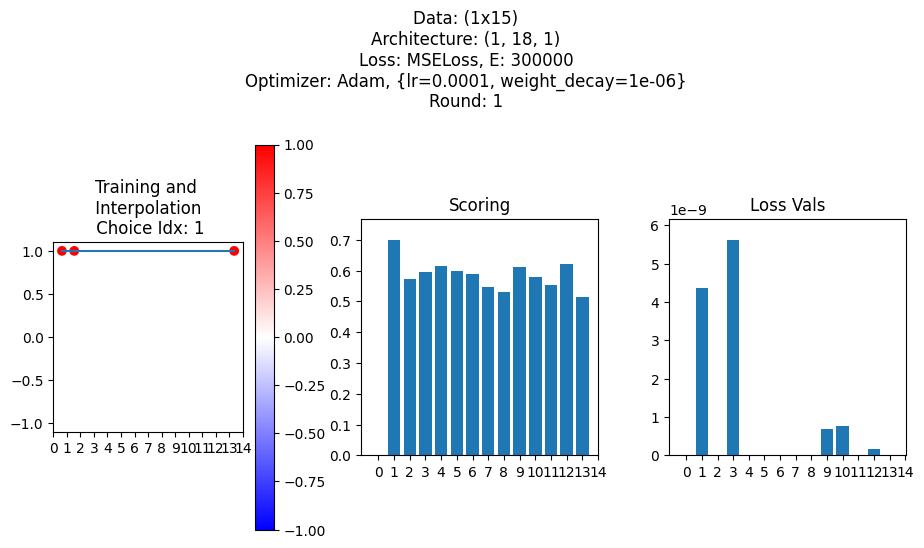 Data: (1x15)
Architecture: (1, 18, 1)
Loss: MSELoss, E: 300000
Optimizer: Adam, {lr=0.0001, weight_decay=1e-06}
Round: 1
Training and
Interpolation
Choice Idx: 1
1.0
0.5
0.0
−0.5
−1.0
0 1 2 3 4 5 6 7 8 9 10 11 12 13 14
1.00
0.75
0.50
0.25
0.00
−0.25
−0.50
−0.75
−1.00
Scoring
0.7
0.6
0.5
0.4
0.3
0.2
0.1
0.0
0 1 2 3 4 5 6 7 8 9 10 11 12 13 14
Loss Vals
1e−9
6
5
4
3
2
1
0
0 1 2 3 4 5 6 7 8 9 10 11 12 13 14